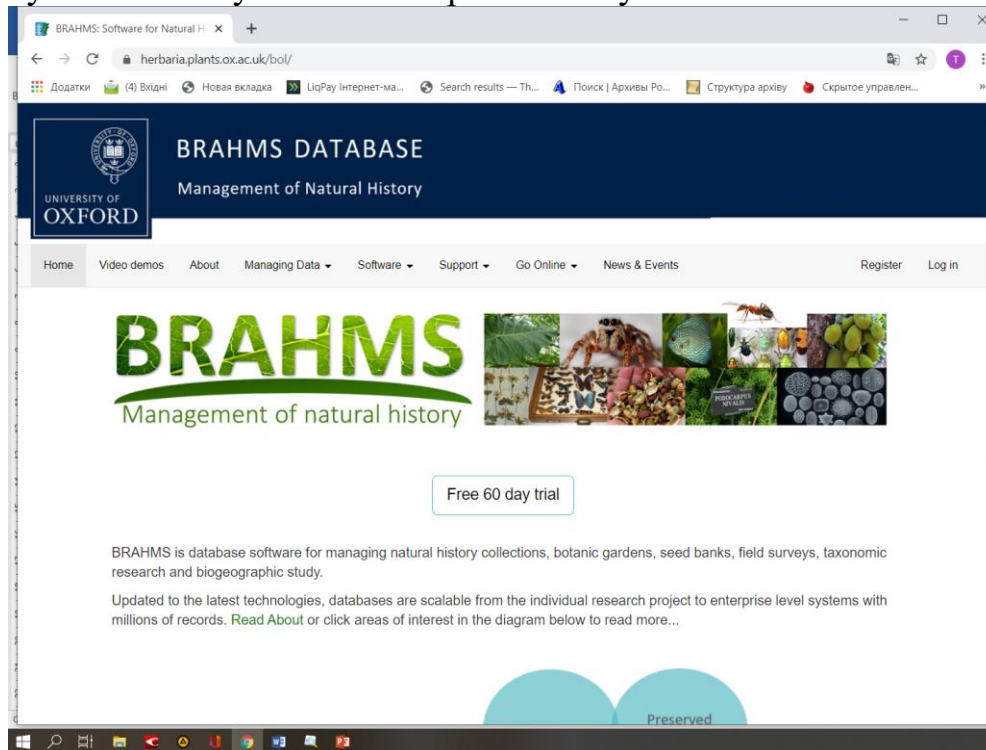 BRAHMS: Software for Natural H
herbaria.plants.ox.ac.uk/bol/
T
Додатки (4) Вхідні Новая вкладка LiqPay Інтернет-ма... Search results — Th... Поиск | Архивы Ро... Структура архіву Скрытое управлен... »
BRAHMS DATABASE
Management of Natural History
UNIVERSITY OF
OXFORD
Home Video demos About Managing Data Software Support Go Online News & Events Register Log in
BRAHMS
Management of natural history
PODOCARPUS
NIVALIS
Free 60 day trial
BRAHMS is database software for managing natural history collections, botanic gardens, seed banks, field surveys, taxonomic
research and biogeographic study.
Updated to the latest technologies, databases are scalable from the individual research project to enterprise level systems with
millions of records. Read About or click areas of interest in the diagram below to read more...
Preserved